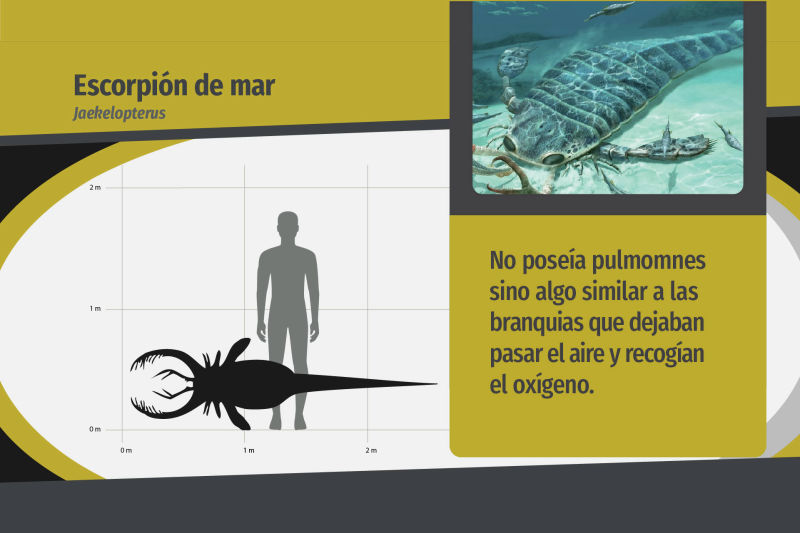 Escorpión de mar
Jaekelopterus
2 m
1 m
0 m
0 m
1 m
2 m
No poseía pulmomnes
sino algo similar a las
branquias que dejaban
pasar el aire y recogían
el oxígeno.